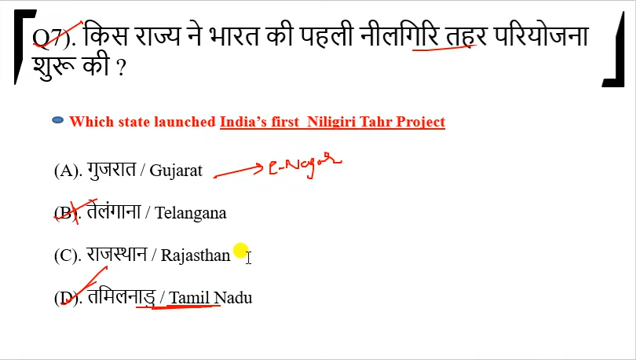 Q7). किस राज्य ने भारत की पहली नीलगिरि तहर परियोजना
शुरू की ?
Which state launched India's first Niligiri Tahr Project
(A). गुजरात / Gujarat → e-Nagar
(B). तेलंगाना / Telangana
(C). राजस्थान / Rajasthan
(D). तमिलनाडु / Tamil Nadu